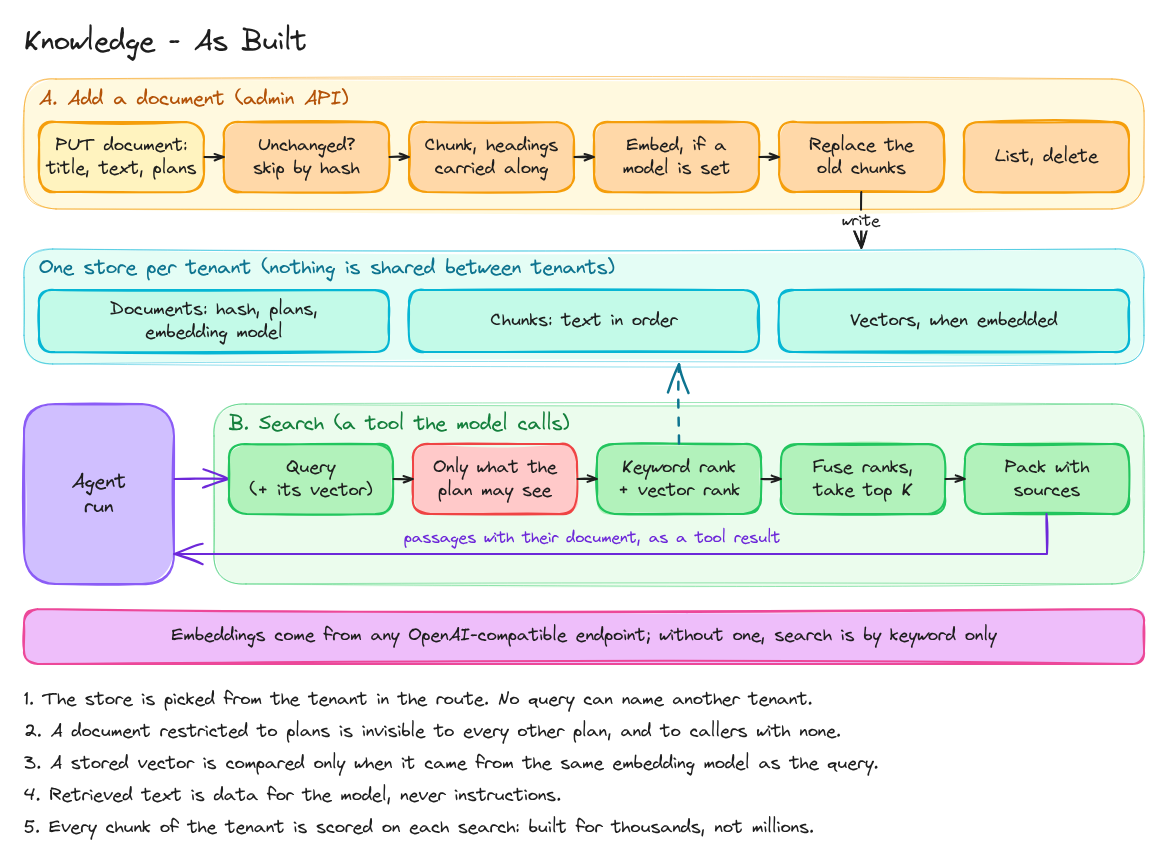 Knowledge - As Built
A. Add a document (admin API)
PUT document:
title, text, plans
Unchanged?
skip by hash
Chunk, headings
carried along
Embed, if a
model is set
Replace the
old chunks
List, delete
write
One store per tenant (nothing is shared between tenants)
Documents: hash, plans,
embedding model
Chunks: text in order
Vectors, when embedded
Agent
run
B. Search (a tool the model calls)
Query
(+ its vector)
Only what the
plan may see
Keyword rank
+ vector rank
Fuse ranks,
take top K
Pack with
sources
passages with their document, as a tool result
Embeddings come from any OpenAI-compatible endpoint; without one, search is by keyword only
1. The store is picked from the tenant in the route. No query can name another tenant.
2. A document restricted to plans is invisible to every other plan, and to callers with none.
3. A stored vector is compared only when it came from the same embedding model as the query.
4. Retrieved text is data for the model, never instructions.
5. Every chunk of the tenant is scored on each search: built for thousands, not millions.